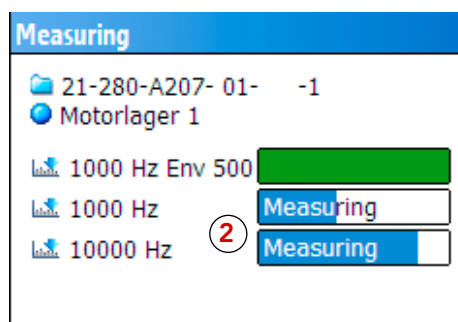 Measuring
21-280-A207- 01- -1
Motorlager 1
1000 Hz Env 500
1000 Hz Measuring
2
10000 Hz Measuring